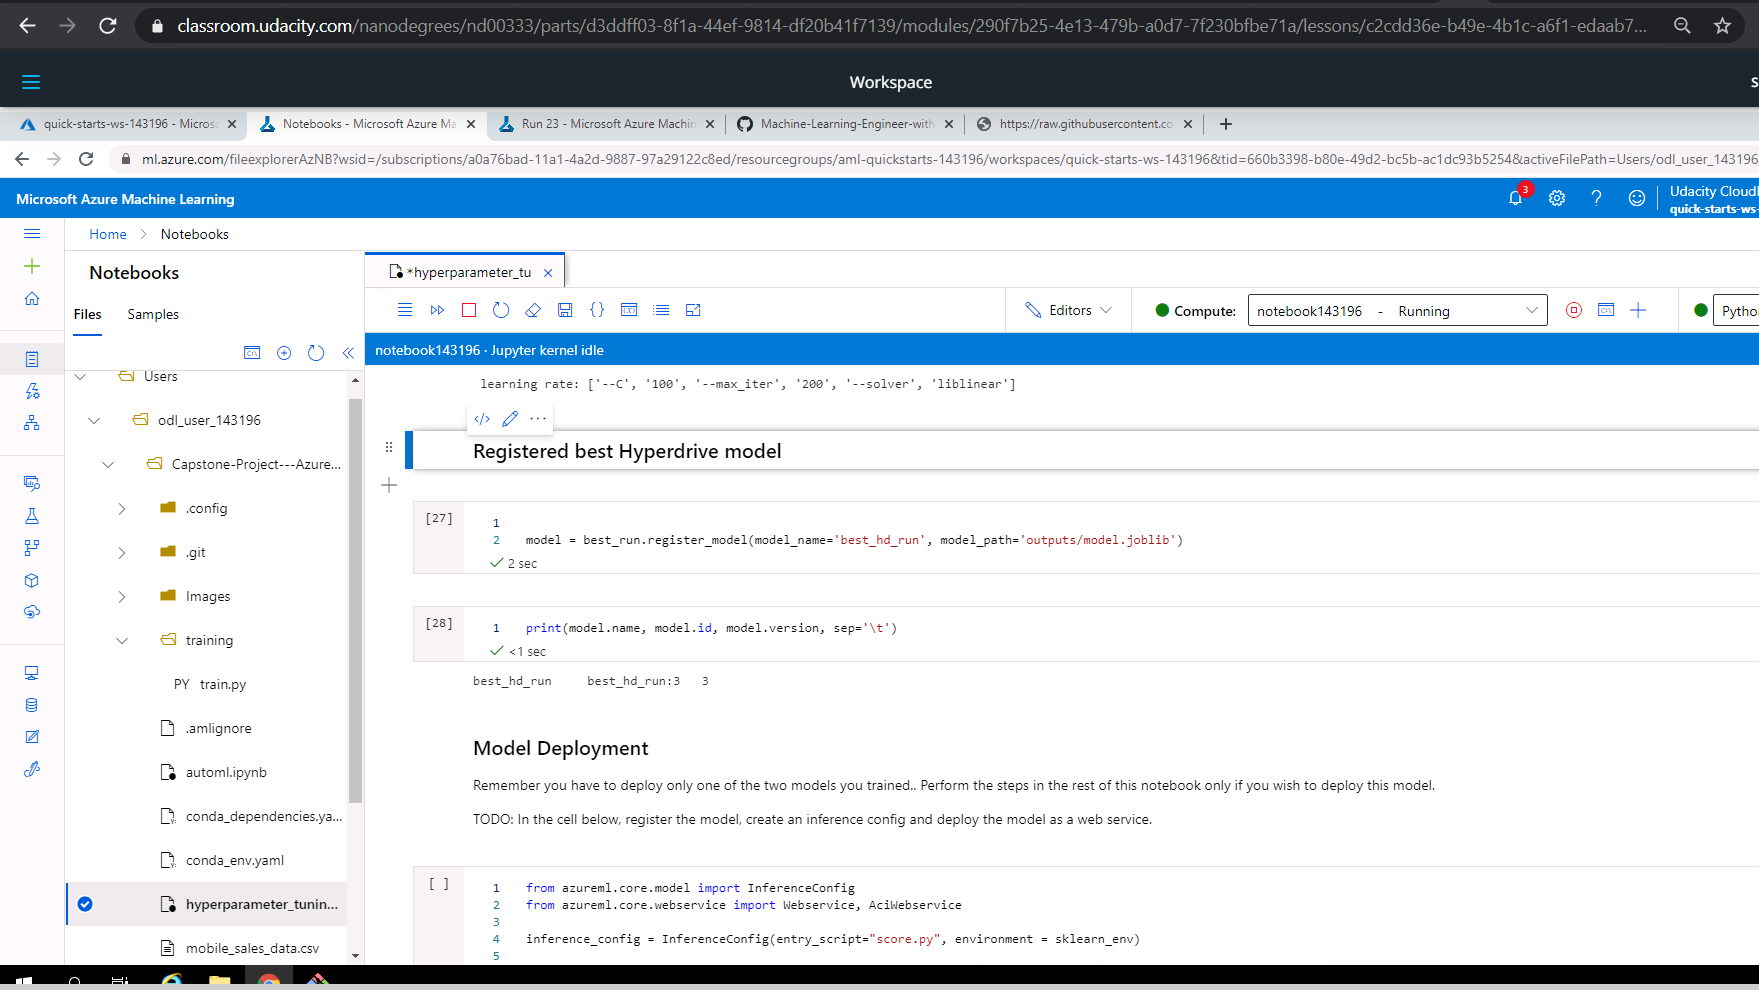 classroom.udacity.com/nanodegrees/nd00333/parts/d3ddff03-8f1a-44ef-9814-df20b41f7139/modules/290f7b25-4e13-479b-a0d7-7f230bfbe71a/lessons/c2cdd36e-b49e-4b1c-a6f1-edaab7...
Workspace
S
quick-starts-ws-143196 - Micros
Notebooks - Microsoft Azure Ma
Run 23 - Microsoft Azure Machin
Machine-Learning-Engineer-with
https://raw.githubusercontent.co
ml.azure.com/fileexplorerAzNB?wsid=/subscriptions/a0a76bad-11a1-4a2d-9887-97a29122c8ed/resourcegroups/aml-quickstarts-143196/workspaces/quick-starts-ws-143196&tid=660b3398-b80e-49d2-bc5b-ac1dc93b5254&activeFilePath=Users/odl_user_143196
Microsoft Azure Machine Learning
3
?
Udacity Cloudl
quick-starts-ws-
Home > Notebooks
Notebooks
Files Samples
*hyperparameter_tu
Editors
Compute: notebook143196 - Running
Pytho
notebook143196 · Jupyter kernel idle
Users
odl_user_143196
Capstone-Project---Azure...
.config
.git
Images
training
PY train.py
.amlignore
automl.ipynb
conda_dependencies.ya...
conda_env.yaml
hyperparameter_tunin...
mobile_sales_data.csv
learning rate: ['--C', '100', '--max_iter', '200', '--solver', 'liblinear']
Registered best Hyperdrive model
[27]
1
2 model = best_run.register_model(model_name='best_hd_run', model_path='outputs/model.joblib')
2 sec
[28]
1 print(model.name, model.id, model.version, sep='\t')
<1 sec
best_hd_run best_hd_run:3 3
Model Deployment
Remember you have to deploy only one of the two models you trained.. Perform the steps in the rest of this notebook only if you wish to deploy this model.
TODO: In the cell below, register the model, create an inference config and deploy the model as a web service.
[ ]
1 from azureml.core.model import InferenceConfig
2 from azureml.core.webservice import Webservice, AciWebservice
3
4 inference_config = InferenceConfig(entry_script="score.py", environment = sklearn_env)
5